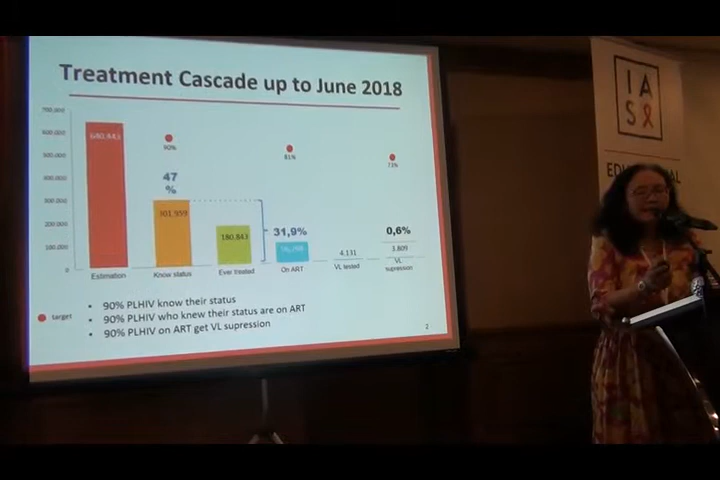 Treatment Cascade up to June 2018
700,000
600,000
500,000
400,000
300,000
200,000
100,000
0
640,443
90%
47
%
301.959
180.843
81%
31,9%
73%
4.131
0,6%
3.809
Estimation
Know status
Ever treated
On ART
VL tested
VL
supression
target
• 90% PLHIV know their status
• 90% PLHIV who knew their status are on ART
• 90% PLHIV on ART get VL supression
2
IA
S